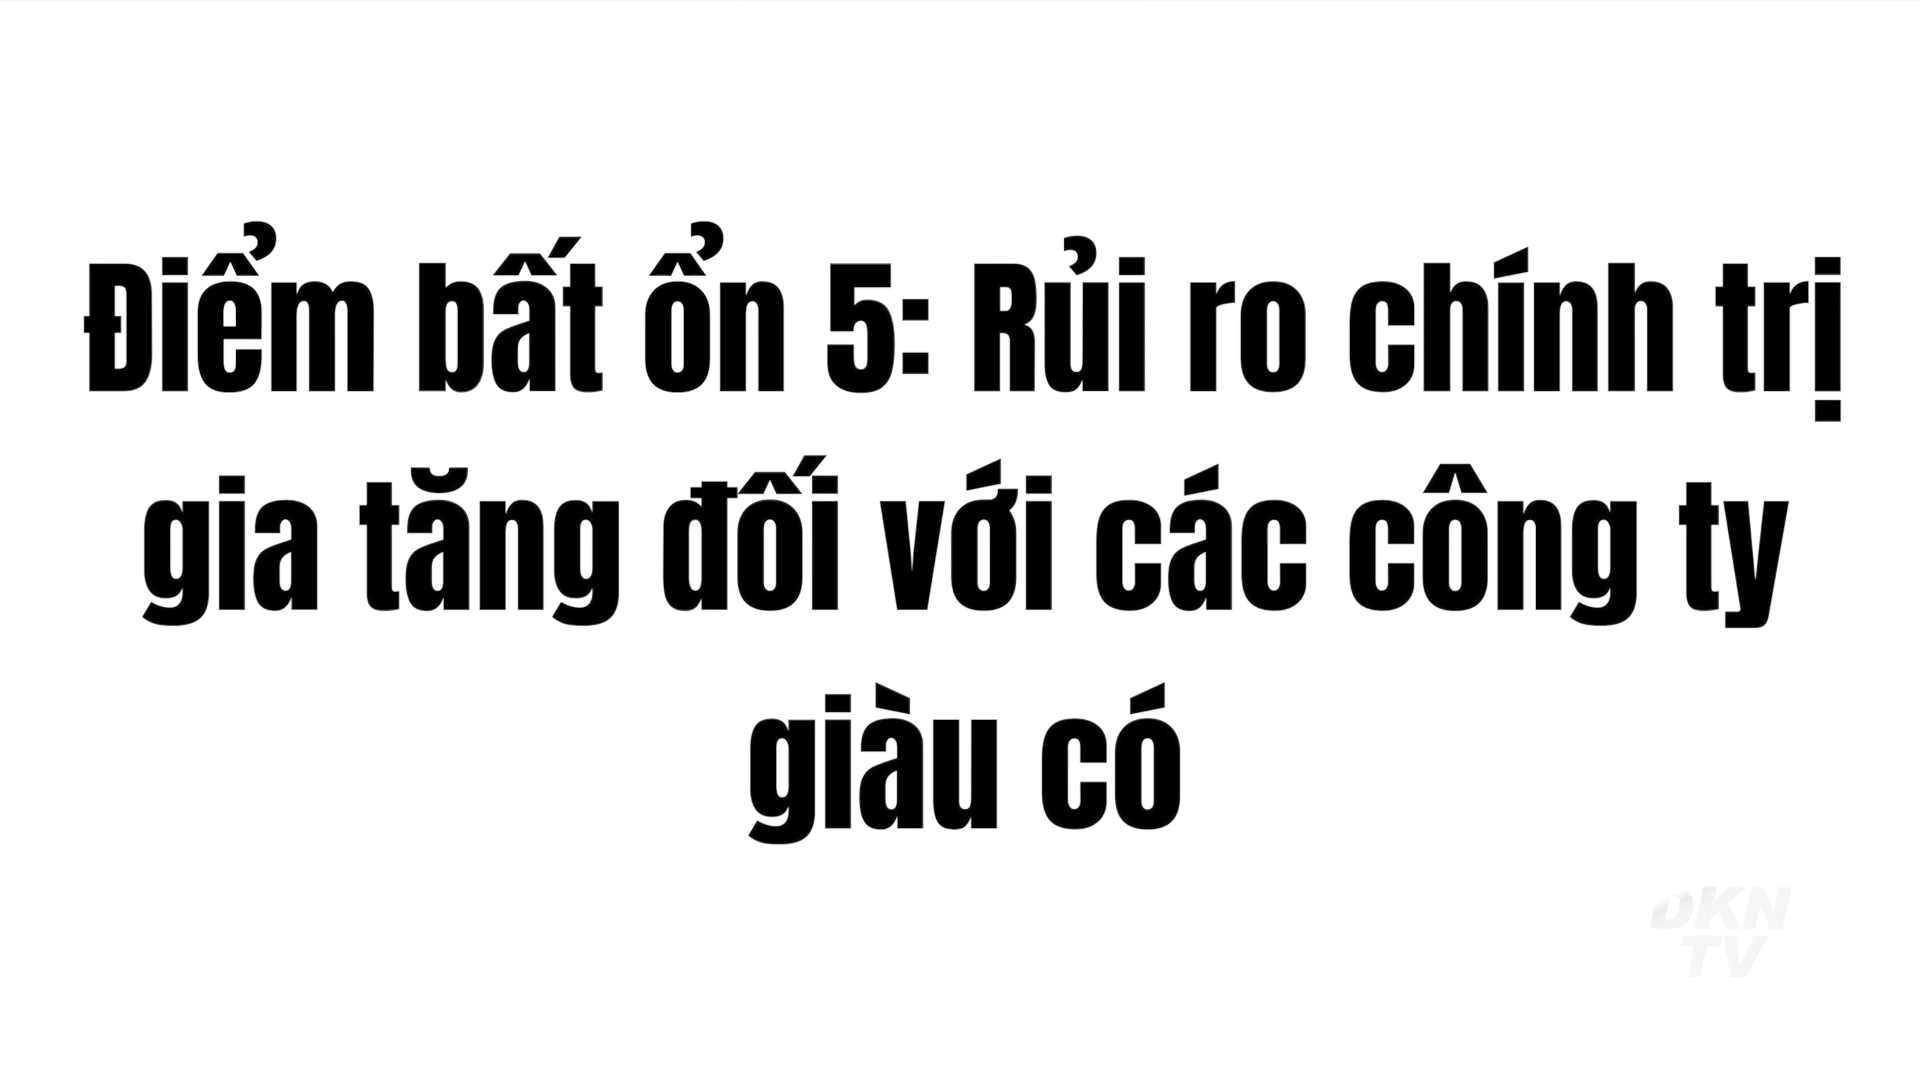 Điểm bất ổn 5: Rủi ro chính trị
gia tăng đối với các công ty
giàu có
DKN
TV